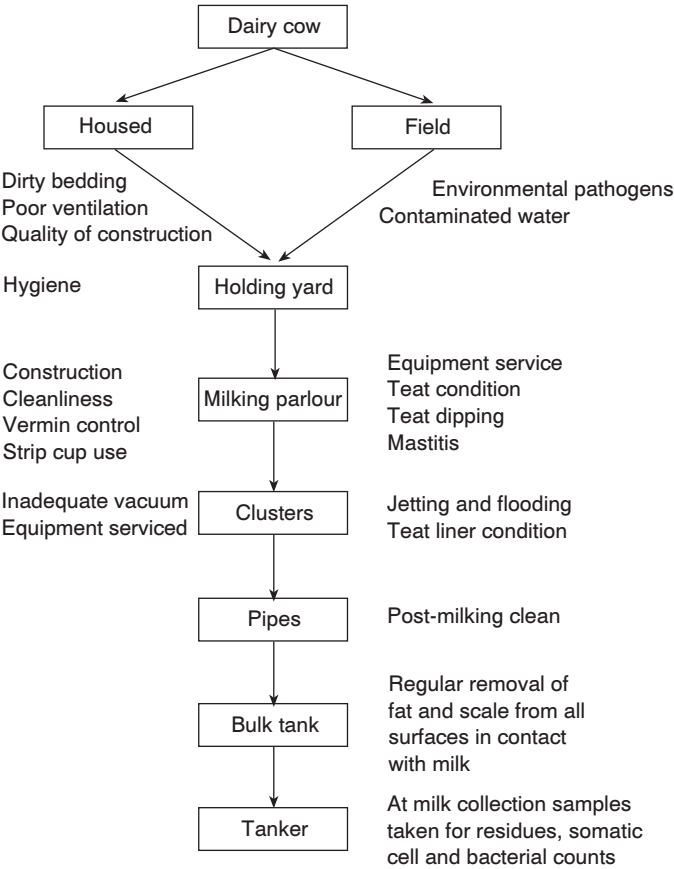 Dairy cow
Housed
Field
Dirty bedding
Poor ventilation
Quality of construction
Environmental pathogens
Contaminated water
Hygiene
Holding yard
Construction
Cleanliness
Vermin control
Strip cup use
Milking parlour
Equipment service
Teat condition
Teat dipping
Mastitis
Inadequate vacuum
Equipment serviced
Clusters
Jetting and flooding
Teat liner condition
Pipes
Post-milking clean
Bulk tank
Regular removal of
fat and scale from all
surfaces in contact
with milk
Tanker
At milk collection samples
taken for residues, somatic
cell and bacterial counts